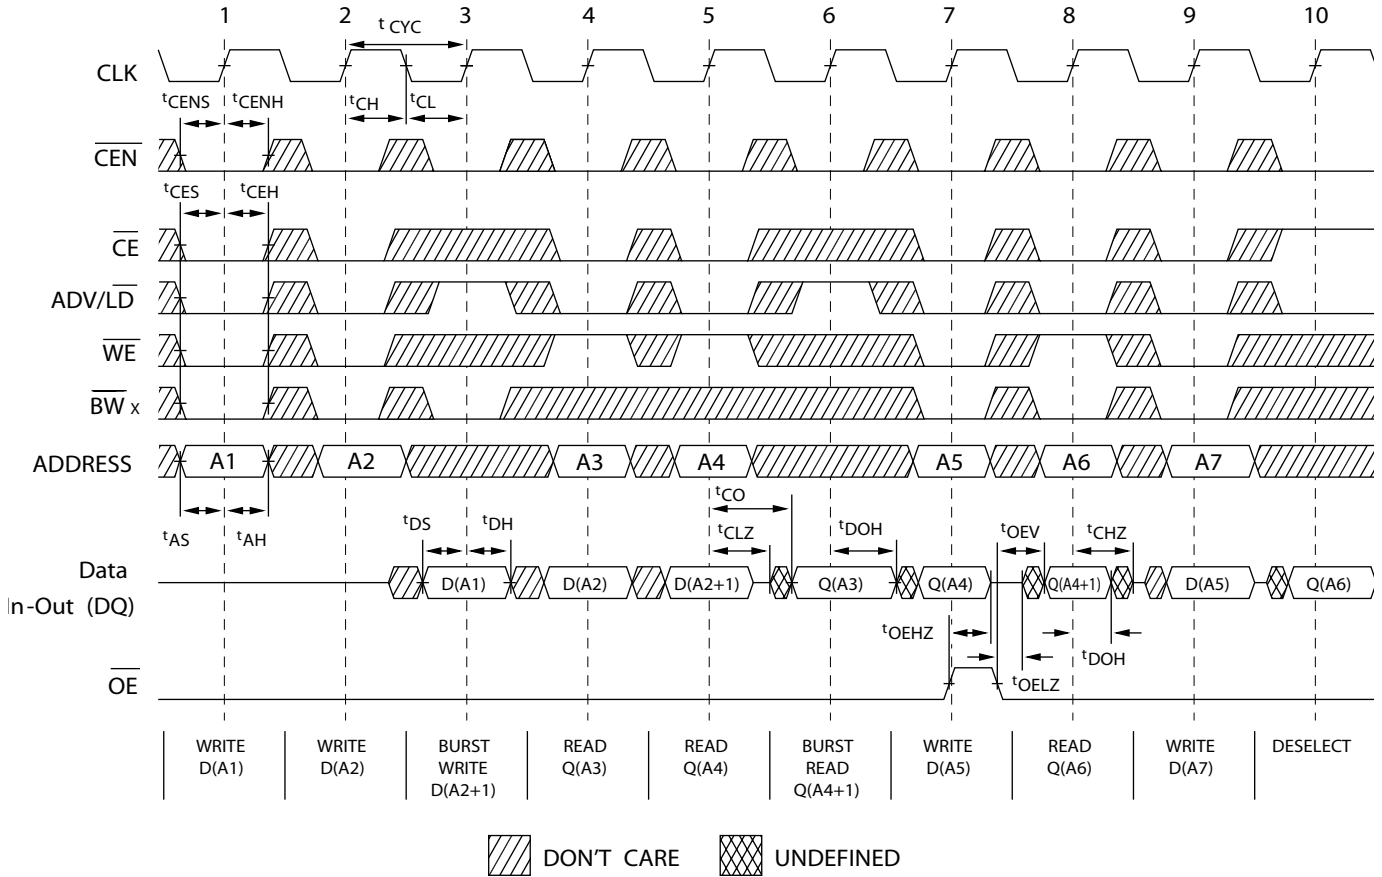 1 2 3 4 5 6 7 8 9 10
t CYC
CLK
tCENS tCENH tCH tCL
CEN
tCES tCEH
CE
ADV/LD
WE
BW x
ADDRESS A1 A2 A3 A4 A5 A6 A7
tCO
tAS tAH tDS tDH tCLZ tDOH tOEV tCHZ
Data D(A1) D(A2) D(A2+1) Q(A3) Q(A4) Q(A4+1) D(A5) Q(A6)
In-Out (DQ)
tOEHZ tDOH
OE tOELZ
WRITE D(A1)
WRITE D(A2)
BURST WRITE D(A2+1)
READ Q(A3)
READ Q(A4)
BURST READ Q(A4+1)
WRITE D(A5)
READ Q(A6)
WRITE D(A7)
DESELECT
DON'T CARE UNDEFINED